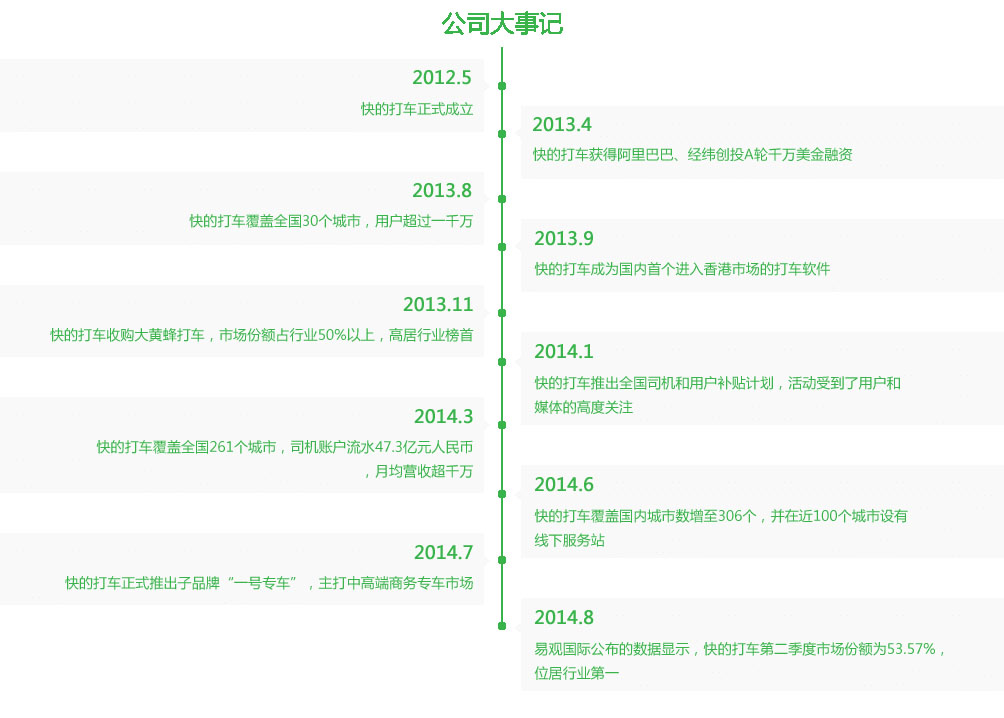 公司大事记
2012.5
快的打车正式成立
2013.4
快的打车获得阿里巴巴、经纬创投A轮千万美金融资
2013.8
快的打车覆盖全国30个城市，用户超过一千万
2013.9
快的打车成为国内首个进入香港市场的打车软件
2013.11
快的打车收购大黄蜂打车，市场份额占行业50%以上，高居行业榜首
2014.1
快的打车推出全国司机和用户补贴计划，活动受到了用户和
媒体的高度关注
2014.3
快的打车覆盖全国261个城市，司机账户流水47.3亿元人民币
，月均营收超千万
2014.6
快的打车覆盖国内城市数增至306个，并在近100个城市设有
线下服务站
2014.7
快的打车正式推出子品牌“一号专车”，主打中高端商务专车市场
2014.8
易观国际公布的数据显示，快的打车第二季度市场份额为53.57%，
位居行业第一